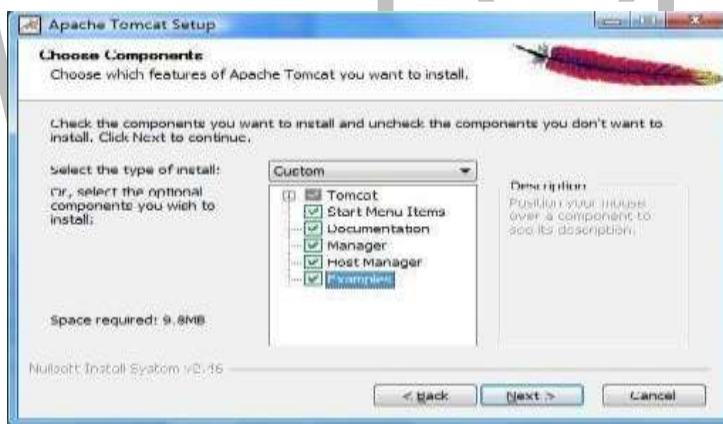 Apache Tomcat Setup
Choose Components
Choose which features of Apache Tomcat you want to install.
Check the components you want to install and uncheck the components you don't want to
install. Click Next to continue.
Select the type of install:
Custom
Or, select the optional
components you wish to
install:
Tomcat
Start Menu Items
Documentation
Manager
Host Manager
Examples
Description
Position your mouse
over a component to
see its description.
Space required: 9.8MB
Nullsoft Install System v2.46
< Back
Next >
Cancel